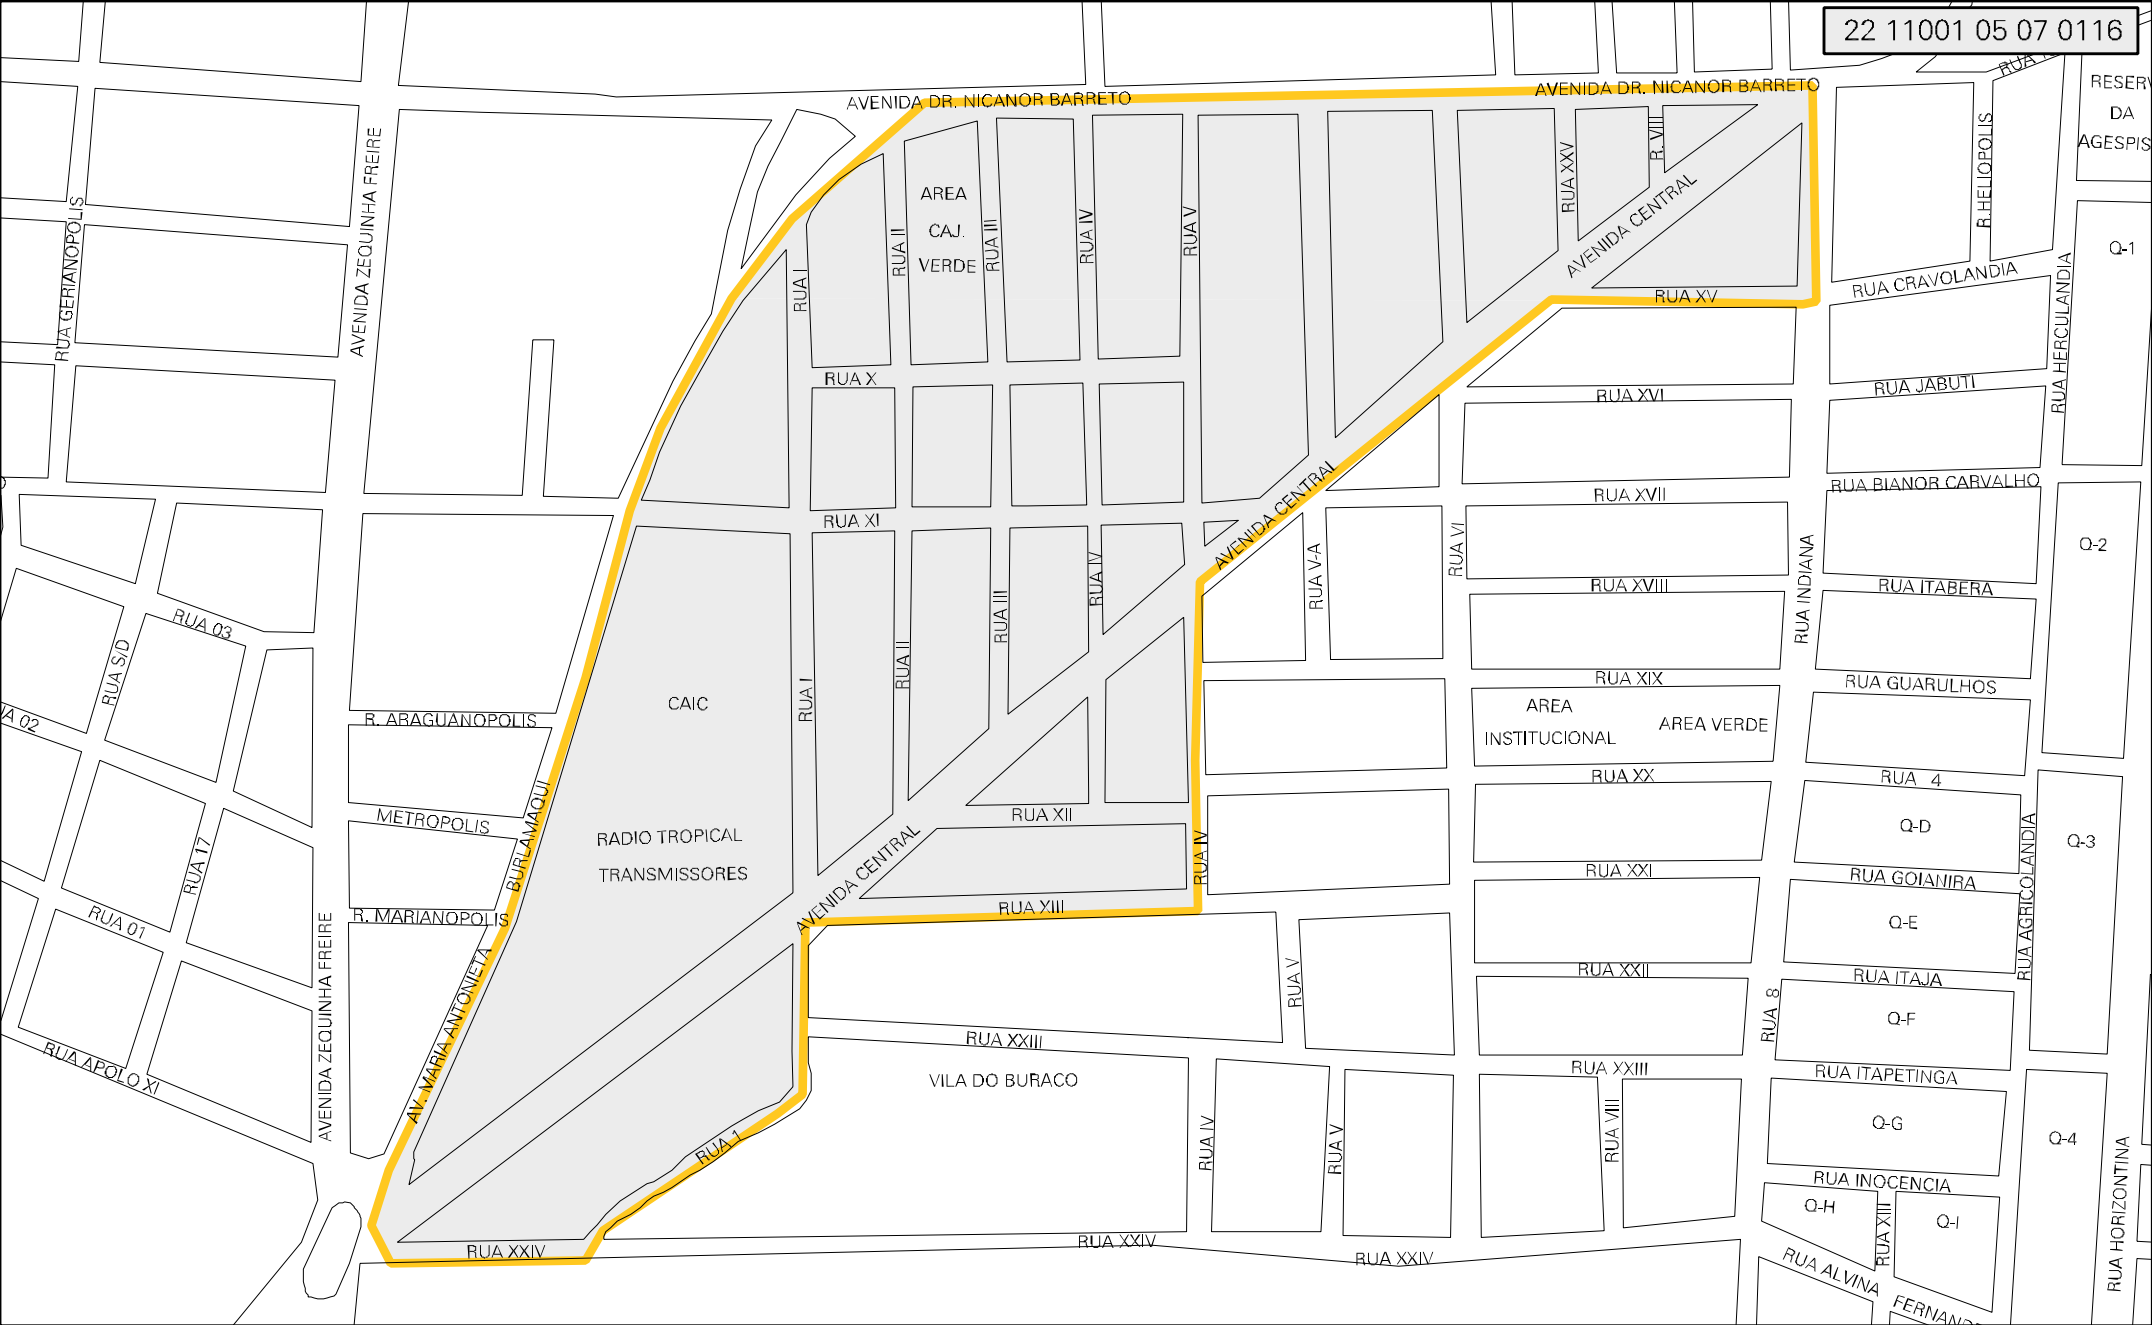 22 11001 05 07 0116
AVENIDA DR. NICANOR BARRETO
AVENIDA DR. NICANOR BARRETO
RESERV
DA
AGESPIS
AVENIDA ZEQUINHA FREIRE
RUA GERIANOPOLIS
AREA
CAJ.
VERDE
RUA I
RUA II
RUA III
RUA IV
RUA V
RUA XXV
R. VIII
AVENIDA CENTRAL
R.HELIOPOLIS
RUA CRAVOLANDIA
RUA HERCULANDIA
Q-1
RUA XV
RUA X
RUA XVI
RUA JABUTI
RUA XVII
RUA BIANOR CARVALHO
RUA XI
AVENIDA CENTRAL
RUA VI
RUA V-A
RUA INDIANA
Q-2
RUA XVIII
RUA ITABERA
RUA 03
RUA S/D
RUA I
RUA II
RUA III
RUA IV
CAIC
RUA XIX
RUA GUARULHOS
AREA
INSTITUCIONAL
AREA VERDE
R. ARAGUANOPOLIS
UA 02
METROPOLIS
RUA XX
RUA 4
RUA XII
RADIO TROPICAL
TRANSMISSORES
BURLAMAQUI
AV. MARIA ANTONIETA
AVENIDA CENTRAL
RUA IV
Q-D
Q-3
RUA 17
RUA XXI
RUA GOIANIRA
RUA AGRICOLANDIA
R. MARIANOPOLIS
RUA 01
RUA XIII
Q-E
AVENIDA ZEQUINHA FREIRE
RUA V
RUA XXII
RUA ITAJA
RUA 8
Q-F
RUA APOLO XI
RUA XXIII
VILA DO BURACO
RUA XXIII
RUA ITAPETINGA
RUA 1
RUA IV
RUA V
RUA VIII
Q-G
Q-4
RUA INOCENCIA
RUA HORIZONTINA
Q-H
RUA XIII
Q-I
RUA XXIV
RUA XXIV
RUA XXIV
RUA ALVINA
FERNAND